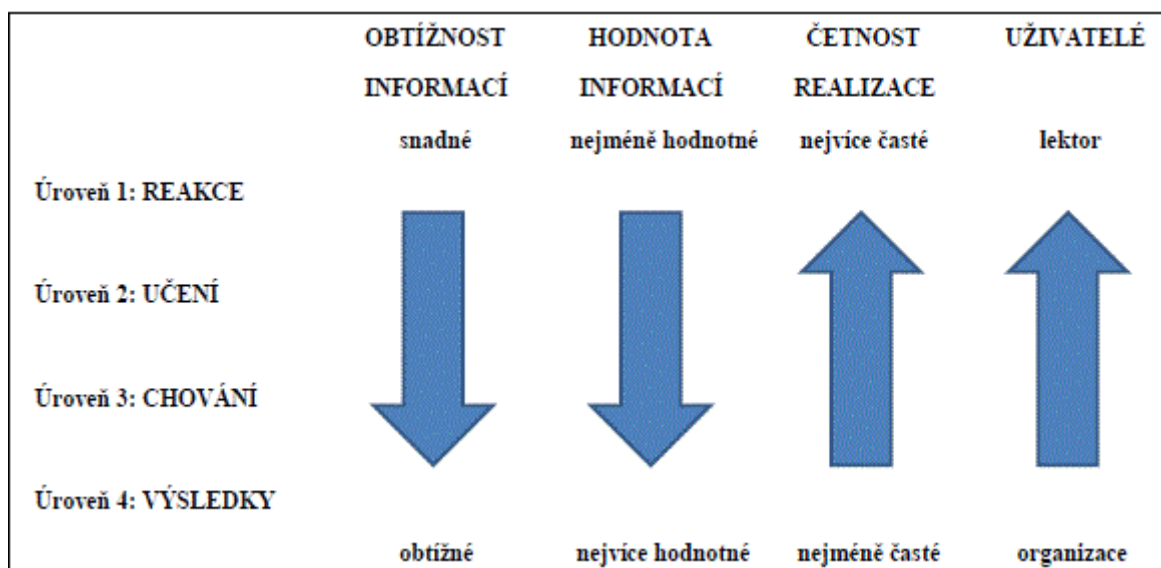 OBTÍŽNOST HODNOTA ČETNOST UŽIVATELÉ
INFORMACÍ INFORMACÍ REALIZACE
snadné nejméně hodnotné nejvíce časté lektor
Úroveň 1: REAKCE
Úroveň 2: UČENÍ
Úroveň 3: CHOVÁNÍ
Úroveň 4: VÝSLEDKY
obtížné nejvíce hodnotné nejméně časté organizace